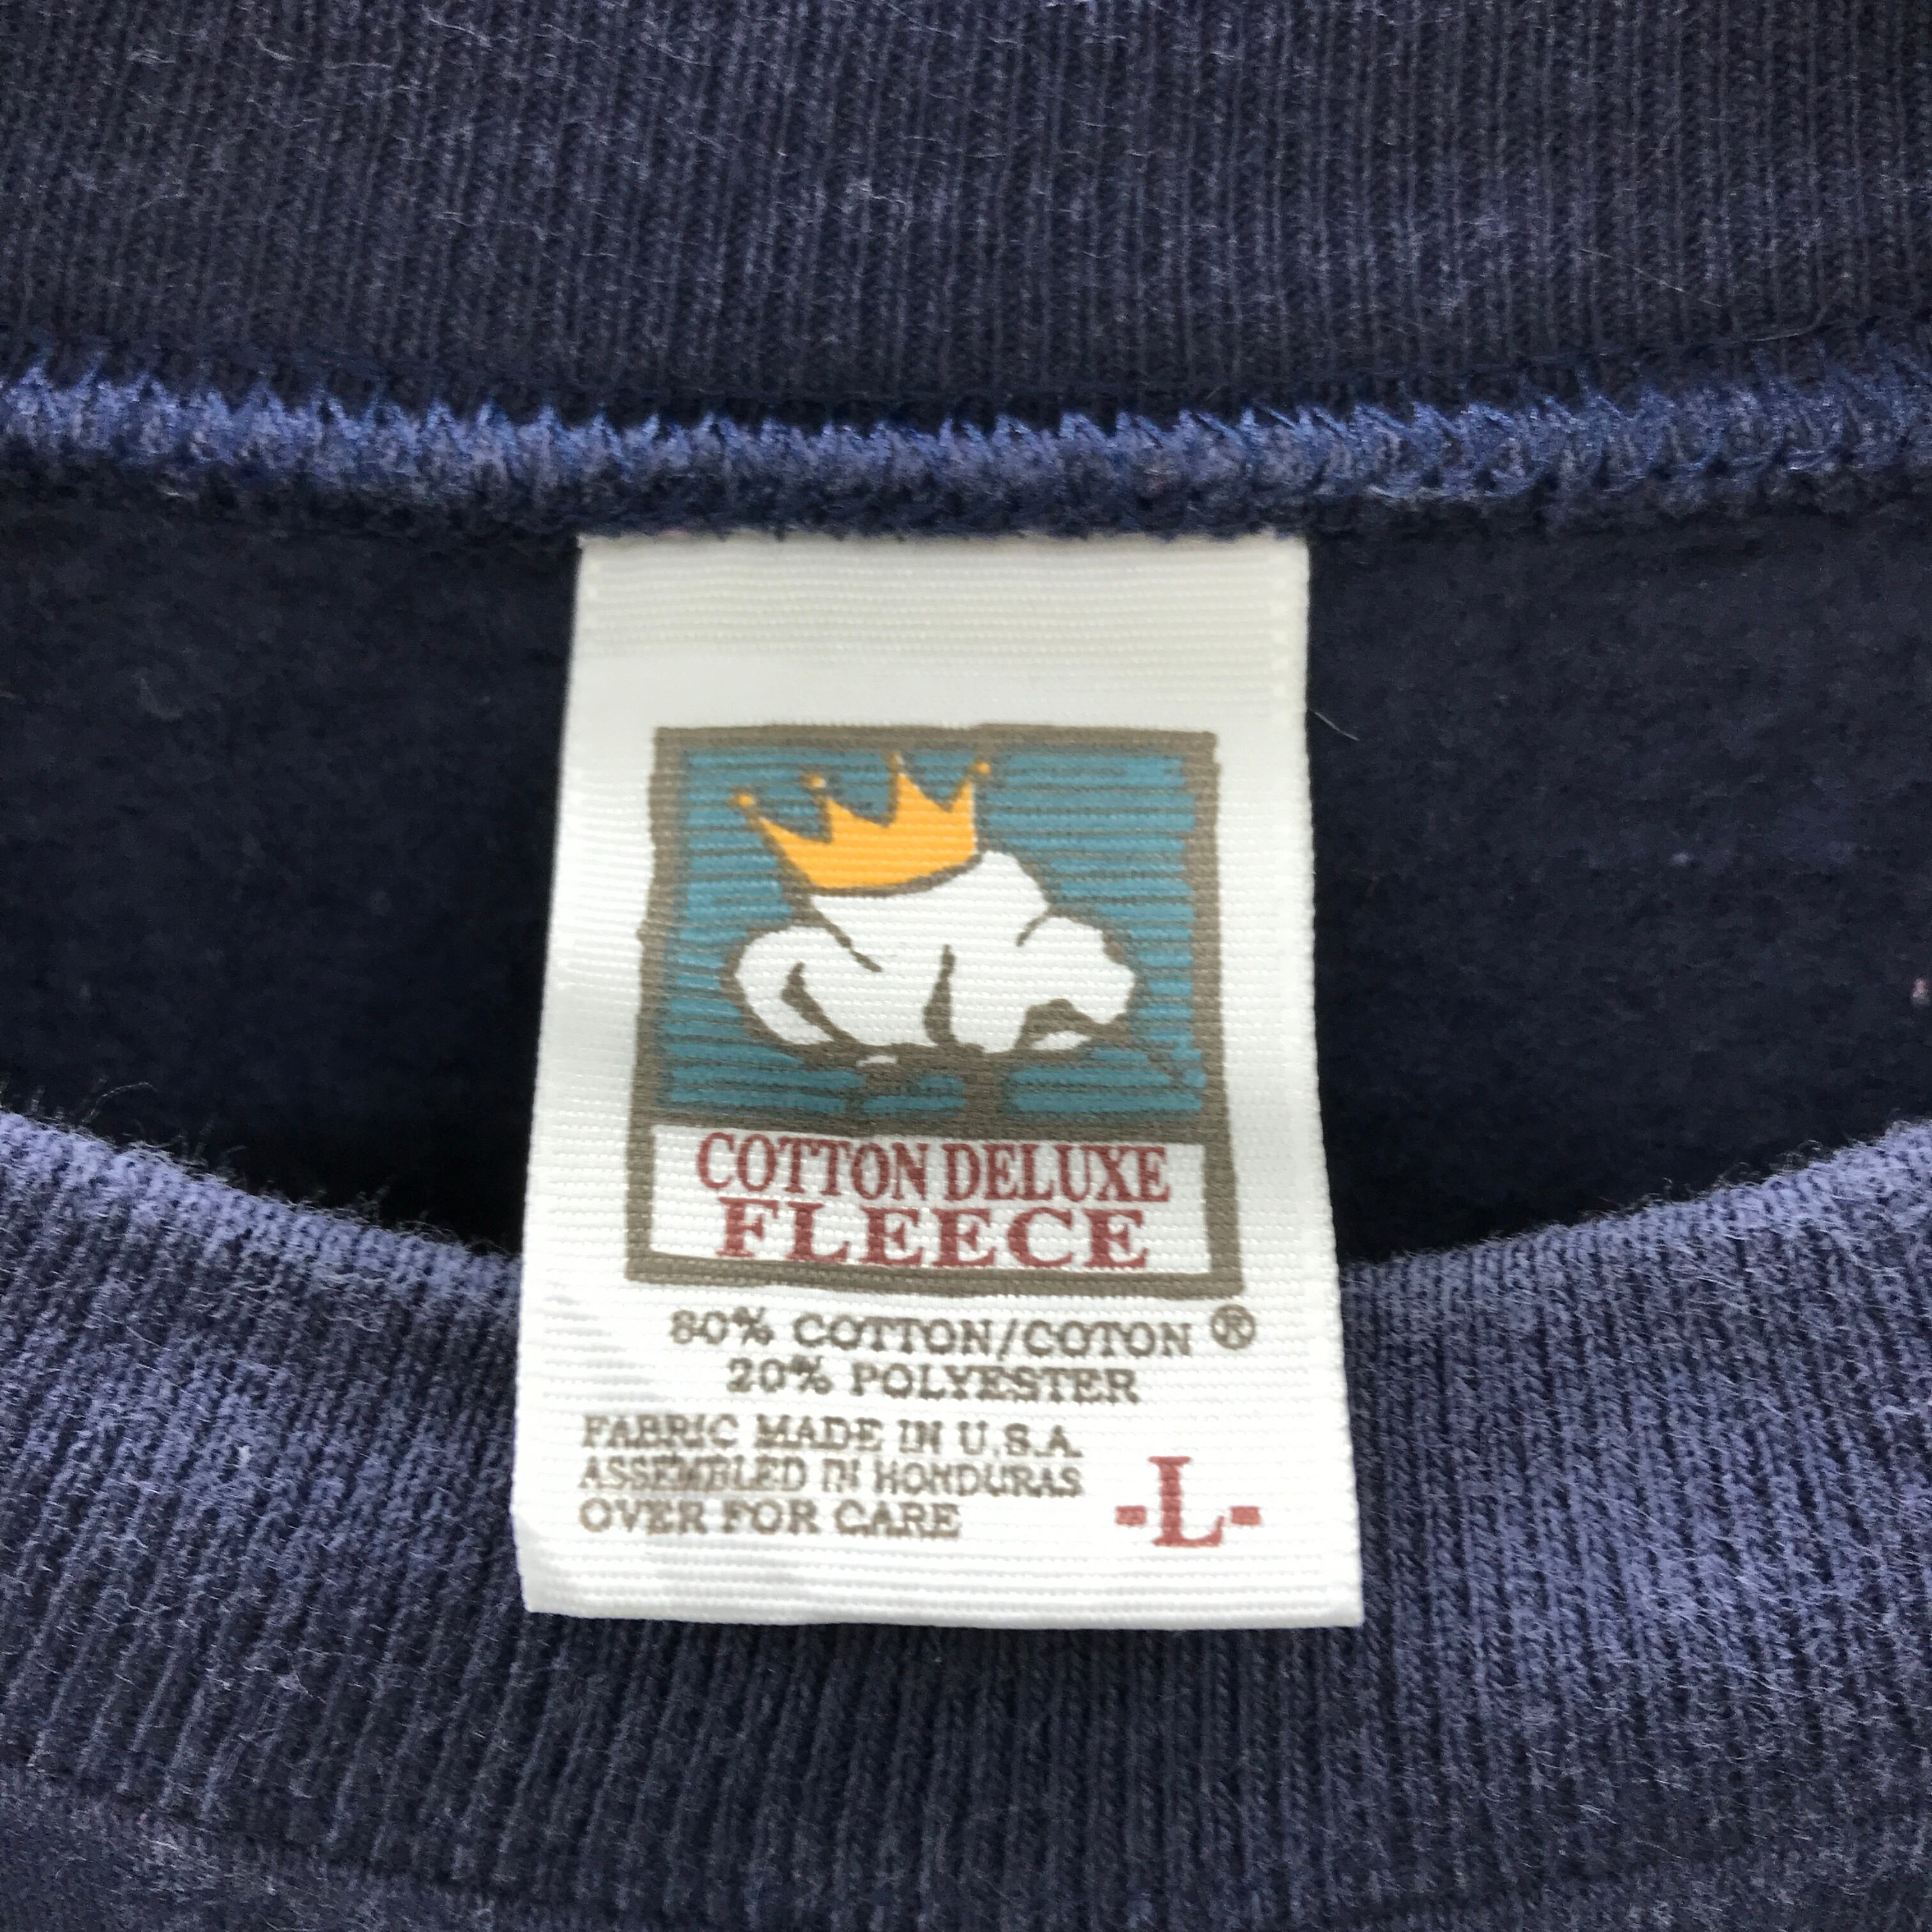 COTTON DELUXE
FLEECE
80% COTTON/COTON ®
20% POLYESTER
FABRIC MADE IN U.S.A.
ASSEMBLED IN HONDURAS
OVER FOR CARE
-L-